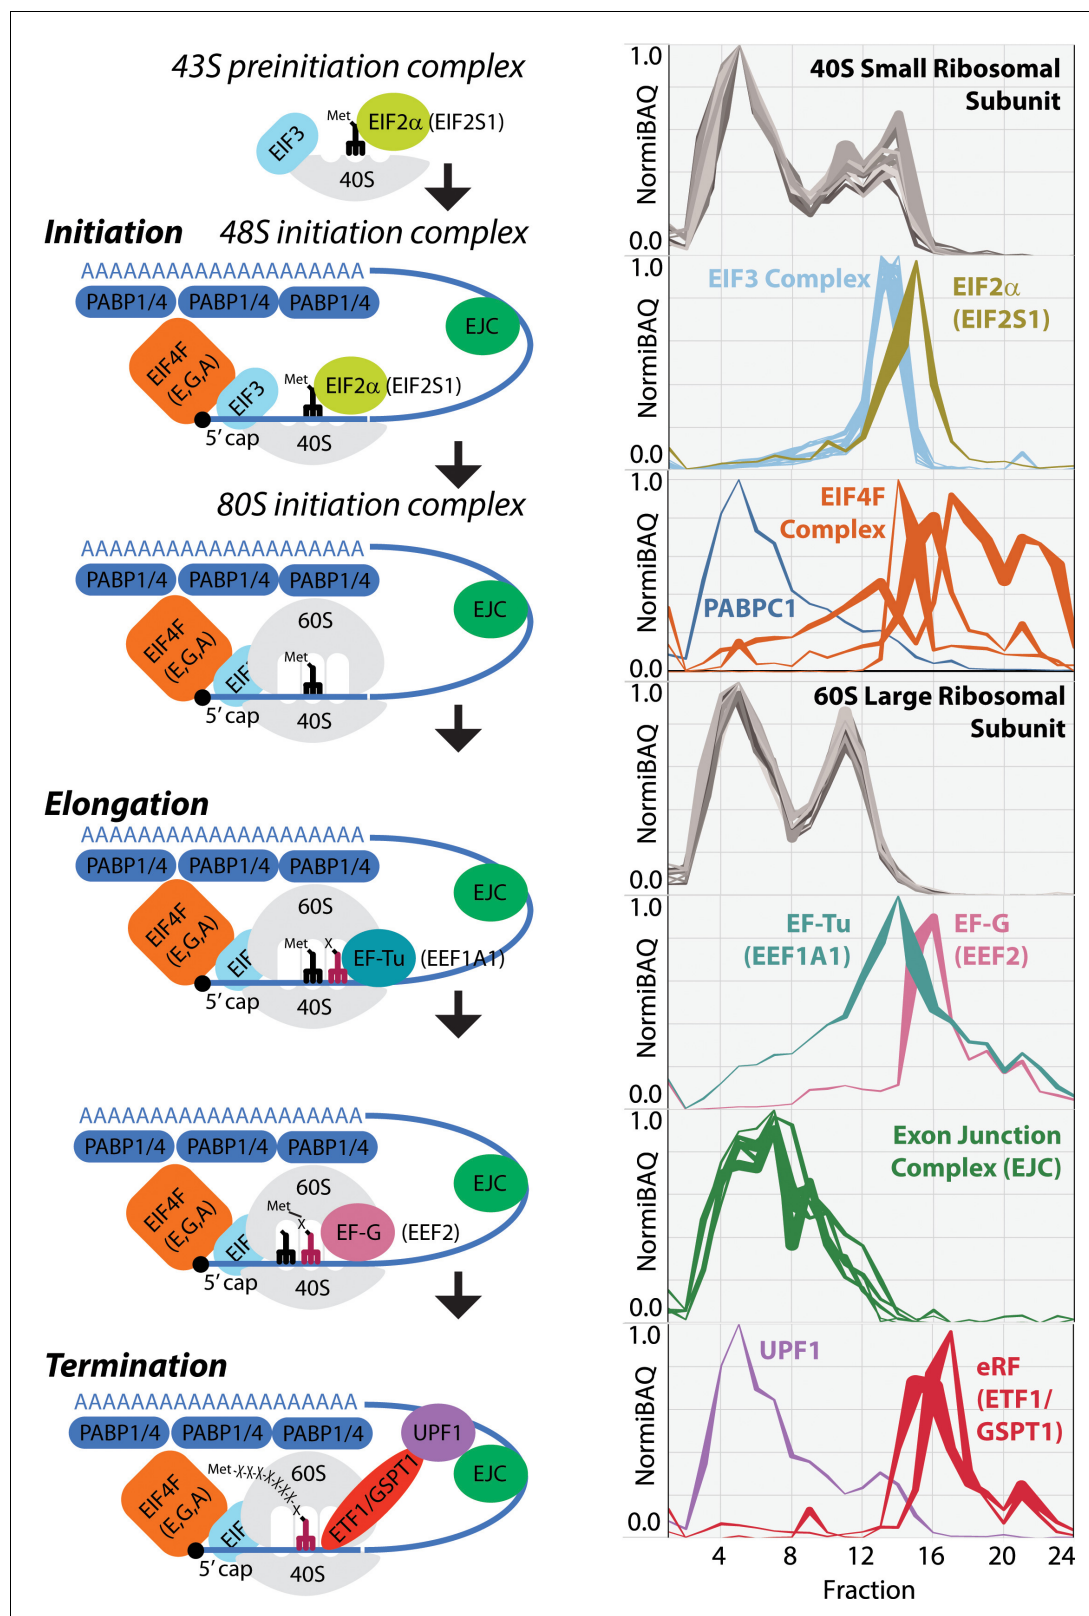 43S preinitiation complex
Met
EIF3
EIF2α (EIF2S1)
40S
Initiation
48S initiation complex
AAAAAAAAAAAAAAAAAAAA
PABP1/4 PABP1/4 PABP1/4
EJC
EIF4F
(E,G,A)
EIF3
Met
EIF2α (EIF2S1)
5’ cap
40S
80S initiation complex
AAAAAAAAAAAAAAAAAAAA
PABP1/4 PABP1/4 PABP1/4
EJC
60S
EIF4F
(E,G,A)
EIF
Met
5’ cap
40S
Elongation
AAAAAAAAAAAAAAAAAAAA
PABP1/4 PABP1/4 PABP1/4
EJC
60S
EIF4F
(E,G,A)
EIF
Met
X
EF-Tu (EEF1A1)
5’ cap
40S
AAAAAAAAAAAAAAAAAAAA
PABP1/4 PABP1/4 PABP1/4
EJC
60S
EIF4F
(E,G,A)
EIF
Met
X
EF-G (EEF2)
5’ cap
40S
Termination
AAAAAAAAAAAAAAAAAAAA
PABP1/4 PABP1/4 PABP1/4
UPF1
EJC
60S
EIF4F
(E,G,A)
EIF
Met-X-X-X-X-X-X-X
ETF1/GSPT1
5’ cap
40S
1.0
NormiBAQ
0.0
40S Small Ribosomal
Subunit
1.0
NormiBAQ
0.0
EIF3 Complex
EIF2α
(EIF2S1)
1.0
NormiBAQ
0.0
EIF4F
Complex
PABPC1
1.0
NormiBAQ
0.0
60S Large Ribosomal
Subunit
1.0
NormiBAQ
0.0
EF-Tu
(EEF1A1)
EF-G
(EEF2)
1.0
NormiBAQ
0.0
Exon Junction
Complex (EJC)
1.0
NormiBAQ
0.0
UPF1
eRF
(ETF1/
GSPT1)
4 8 12 16 20 24
Fraction